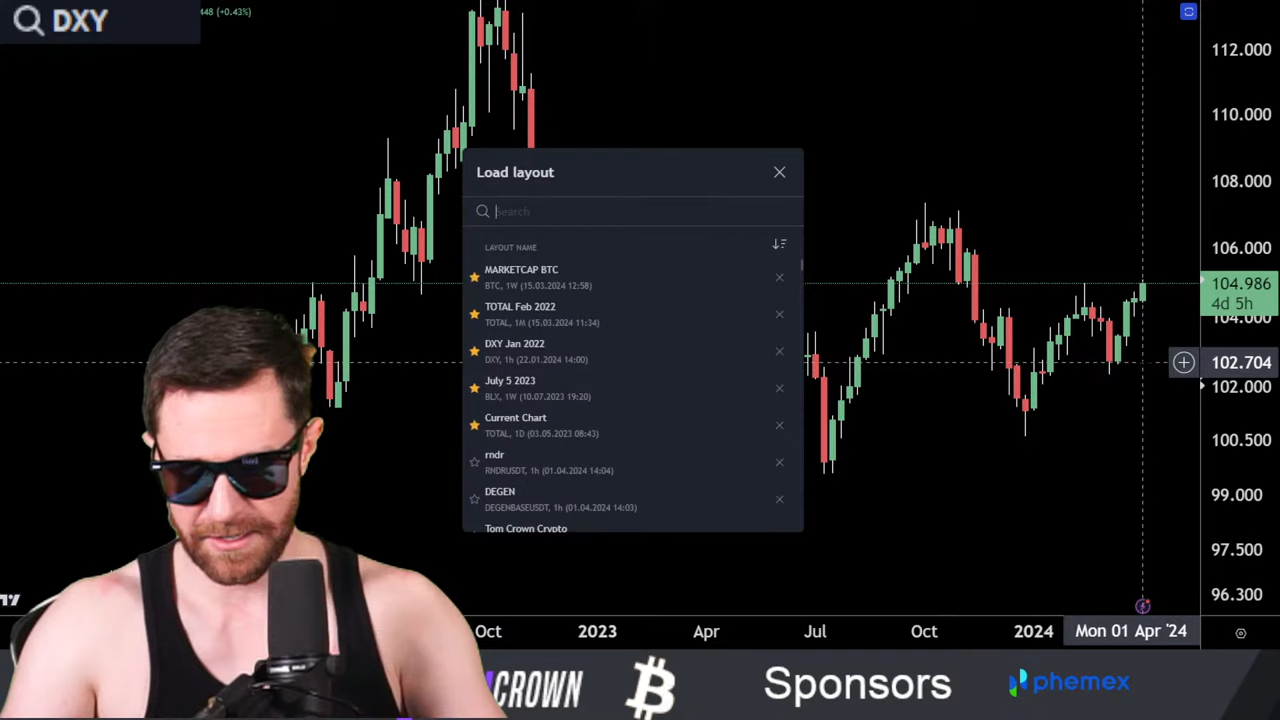 DXY
448 (+0.43%)
112.000
110.000
108.000
106.000
104.986
4d 5h
104.000
102.704
102.000
100.500
99.000
97.500
96.300
Load layout
Search
LAYOUT NAME
MARKETCAP BTC
BTC, 1W (15.03.2024 12:58)
TOTAL Feb 2022
TOTAL, 1M (15.03.2024 11:34)
DXY Jan 2022
DXY, 1h (22.01.2024 14:00)
July 5 2023
BLX, 1W (10.07.2023 19:20)
Current Chart
TOTAL, 1D (03.05.2023 08:43)
rndr
RNDRUSDT, 1h (01.04.2024 14:04)
DEGEN
DEGENBASEUSDT, 1h (01.04.2024 14:03)
Tom Crown Crypto
Oct 2023 Apr Jul Oct 2024 Mon 01 Apr '24
CROWN Sponsors phemex